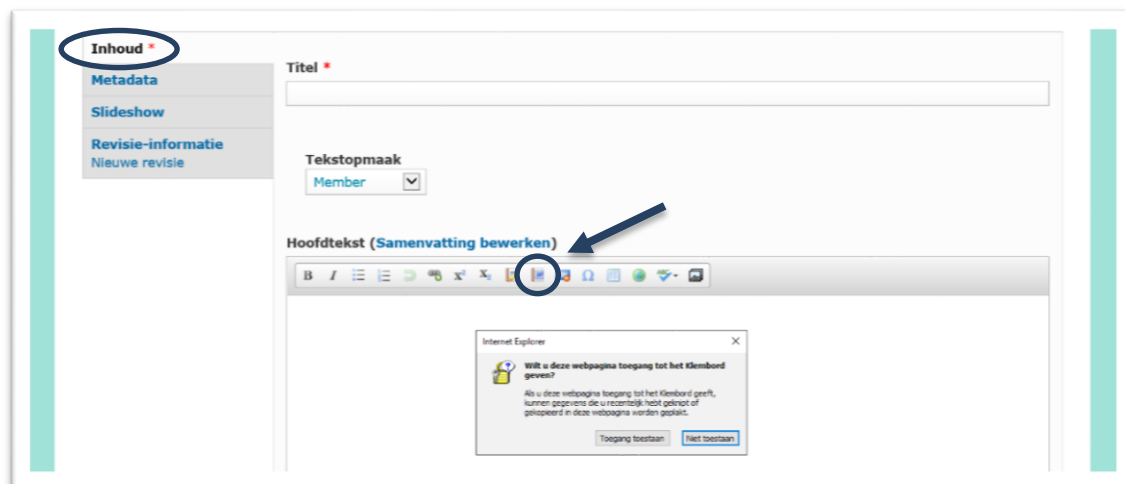 Inhoud *
Metadata
Slideshow
Revisie-informatie
Nieuwe revisie
Titel *
Tekstopmaak
Member
Hoofdtekst (Samenvatting bewerken)
B I x² X₂ Ω
Internet Explorer
Wilt u deze webpagina toegang tot het Klembord
geven?
Als u deze webpagina toegang tot het Klembord geeft,
kunnen gegevens die u recentelijk hebt geknipt of
gekopieerd in deze webpagina worden geplakt.
Toegang toestaan Niet toestaan